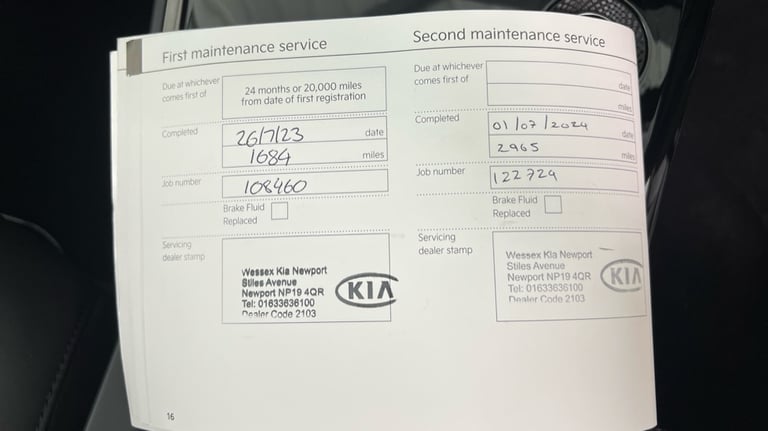 First maintenance service
Due at whichever
comes first of
24 months or 20,000 miles
from date of first registration
Completed
26/7/23 date
1684 miles
Job number
108460
Brake Fluid
Replaced
Servicing
dealer stamp
Wessex Kia Newport
Stiles Avenue
Newport NP19 4QR
Tel: 01633636100
Dealer Code 2103
KIA
16
Second maintenance service
Due at whichever
comes first of
date
miles
Completed
01/07/2024 date
2965 miles
Job number
122724
Brake Fluid
Replaced
Servicing
dealer stamp
Wessex Kia Newport
Stiles Avenue
Newport NP19 4QR
Tel: 01633636100
Dealer Code 2103
KIA